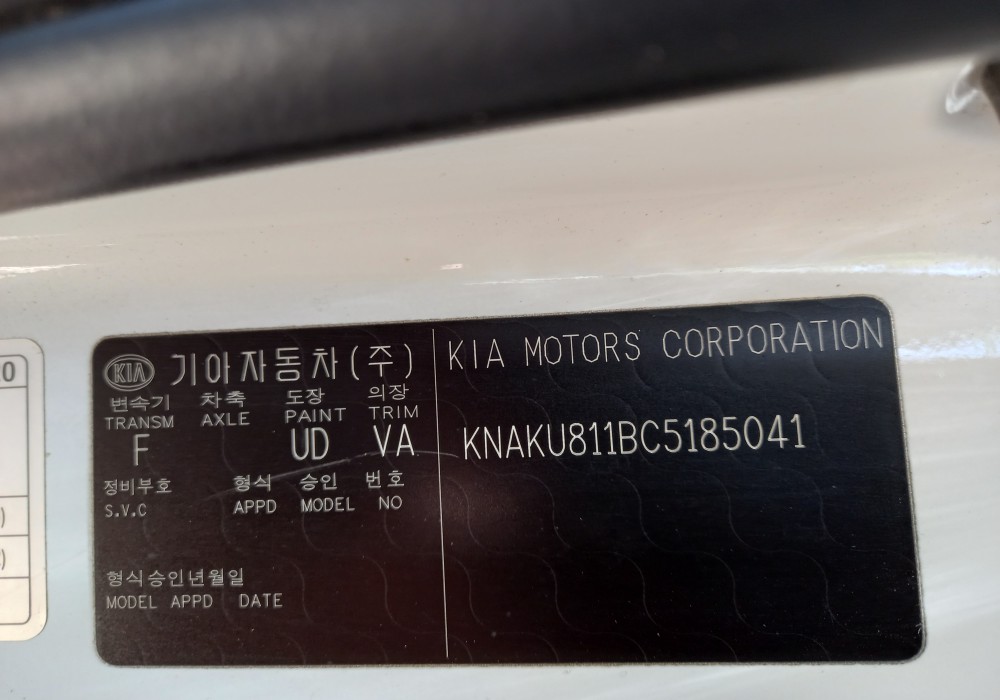 KIA 기아자동차(주)
KIA MOTORS CORPORATION
변속기 차축 도장 의장
TRANSM AXLE PAINT TRIM
F UD VA
KNAKU811BC5185041
정비부호 형식 승인 번호
S.V.C APPD MODEL NO
형식승인년월일
MODEL APPD DATE